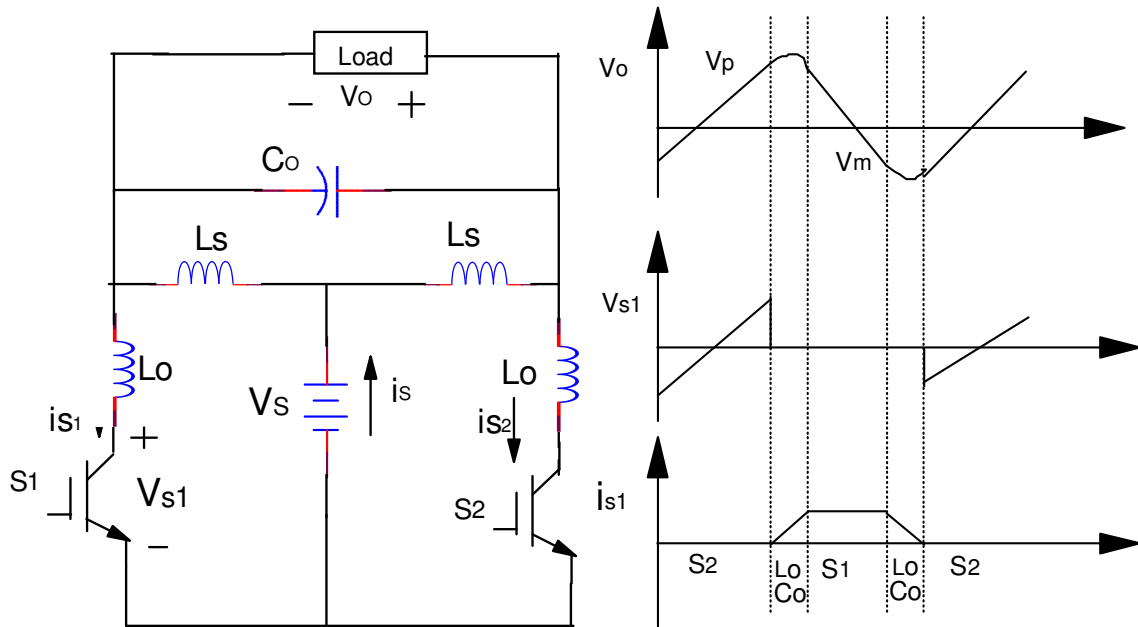 Load
− Vo +
Co
Ls
Ls
Lo
Lo
Vs
is
is1
+
is2
S1
Vs1
−
S2
Vo
Vp
Vm
Vs1
is1
S2
Lo
Co
S1
Lo
Co
S2